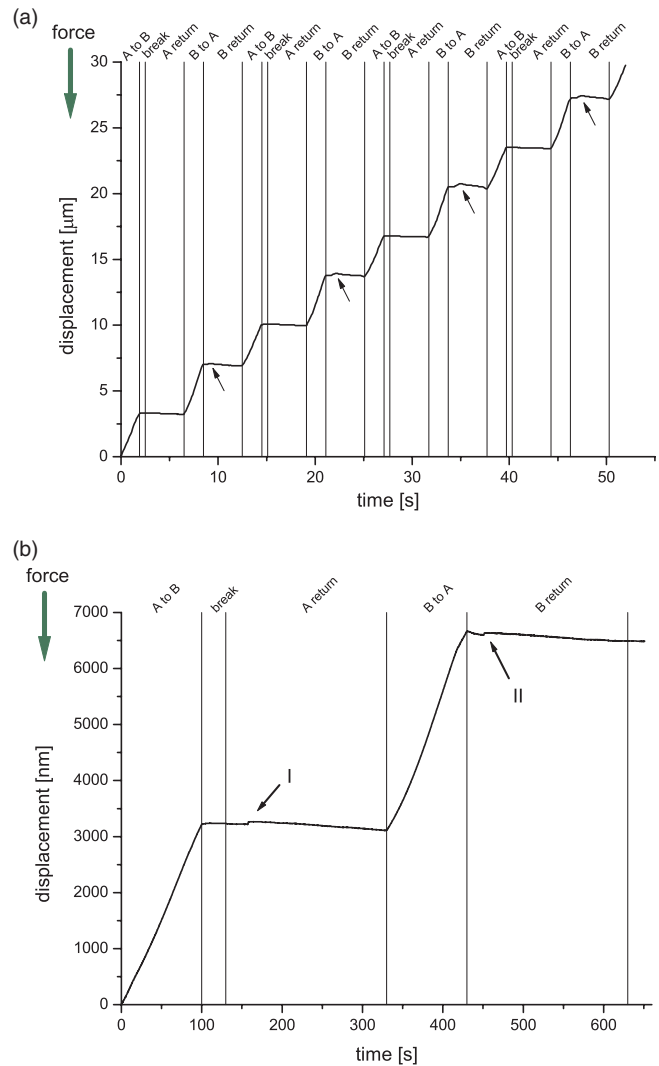 (a)
force
A to B break A return B to A B return A to B break A return B to A B return A to B break A return B to A B return A to B break A return B to A B return
30
25
20
15
10
5
0
displacement [μm]
0 10 20 30 40 50
time [s]
(b)
force
A to B break A return B to A B return
7000
6000
5000
4000
3000
2000
1000
0
displacement [nm]
I
II
0 100 200 300 400 500 600
time [s]